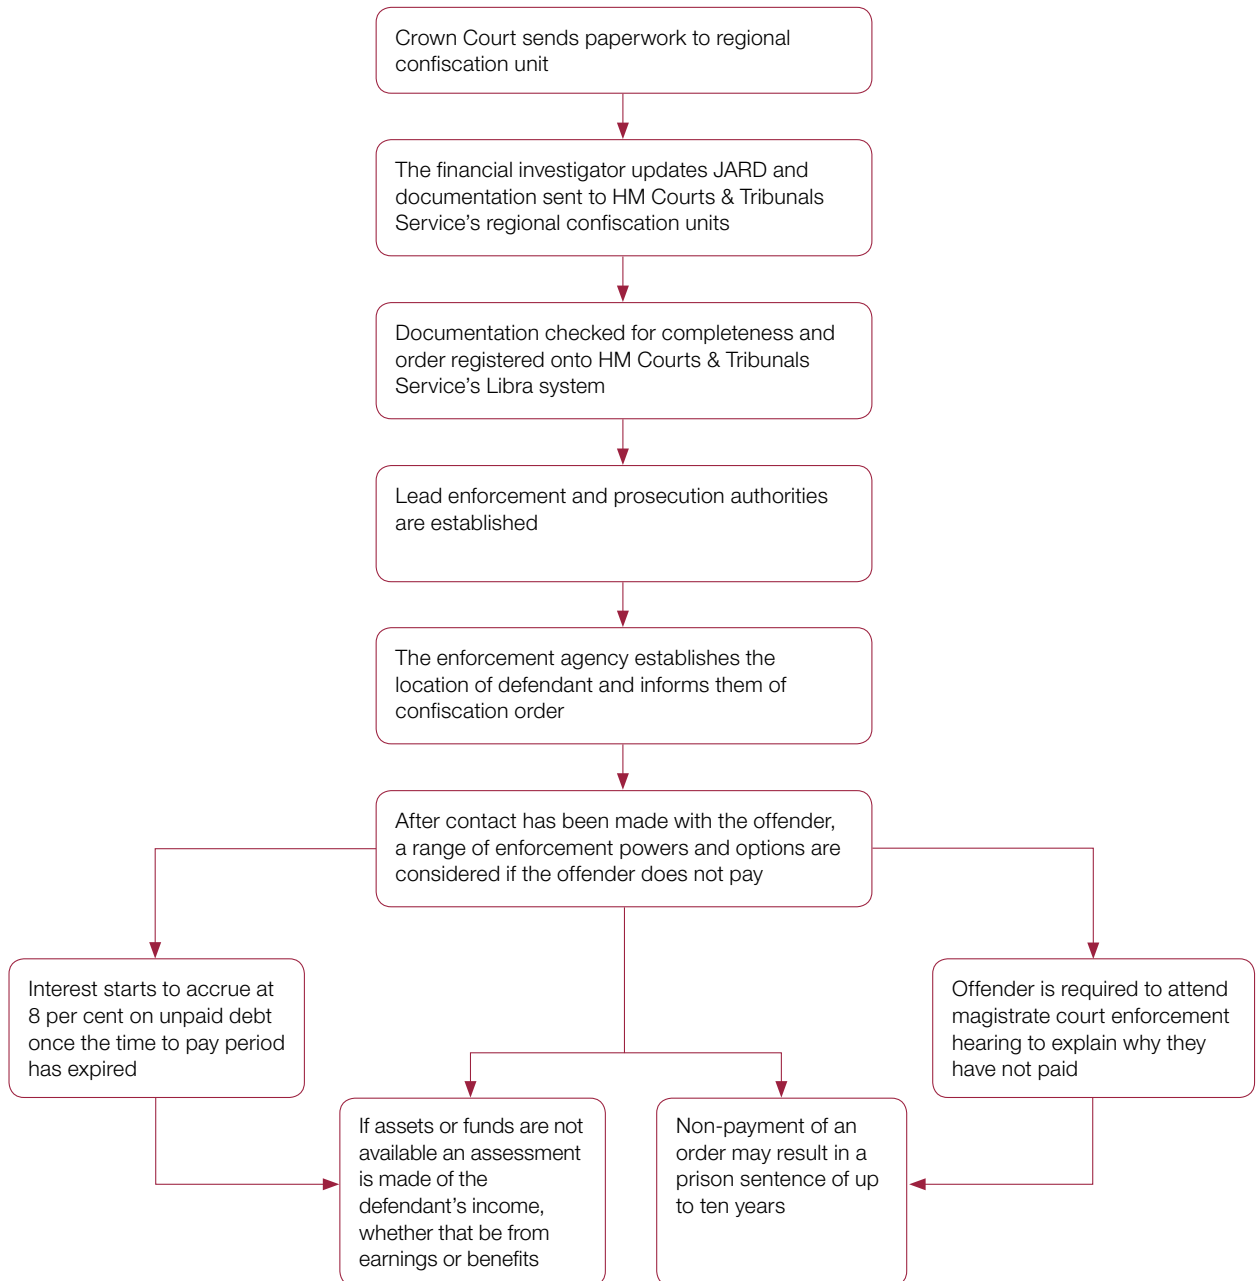 Crown Court sends paperwork to regional
confiscation unit
The financial investigator updates JARD and
documentation sent to HM Courts & Tribunals
Service’s regional confiscation units
Documentation checked for completeness and
order registered onto HM Courts & Tribunals
Service’s Libra system
Lead enforcement and prosecution authorities
are established
The enforcement agency establishes the
location of defendant and informs them of
confiscation order
After contact has been made with the offender,
a range of enforcement powers and options are
considered if the offender does not pay
Interest starts to accrue at
8 per cent on unpaid debt
once the time to pay period
has expired
Offender is required to attend
magistrate court enforcement
hearing to explain why they
have not paid
If assets or funds are not
available an assessment
is made of the
defendant’s income,
whether that be from
earnings or benefits
Non-payment of an
order may result in a
prison sentence of up
to ten years